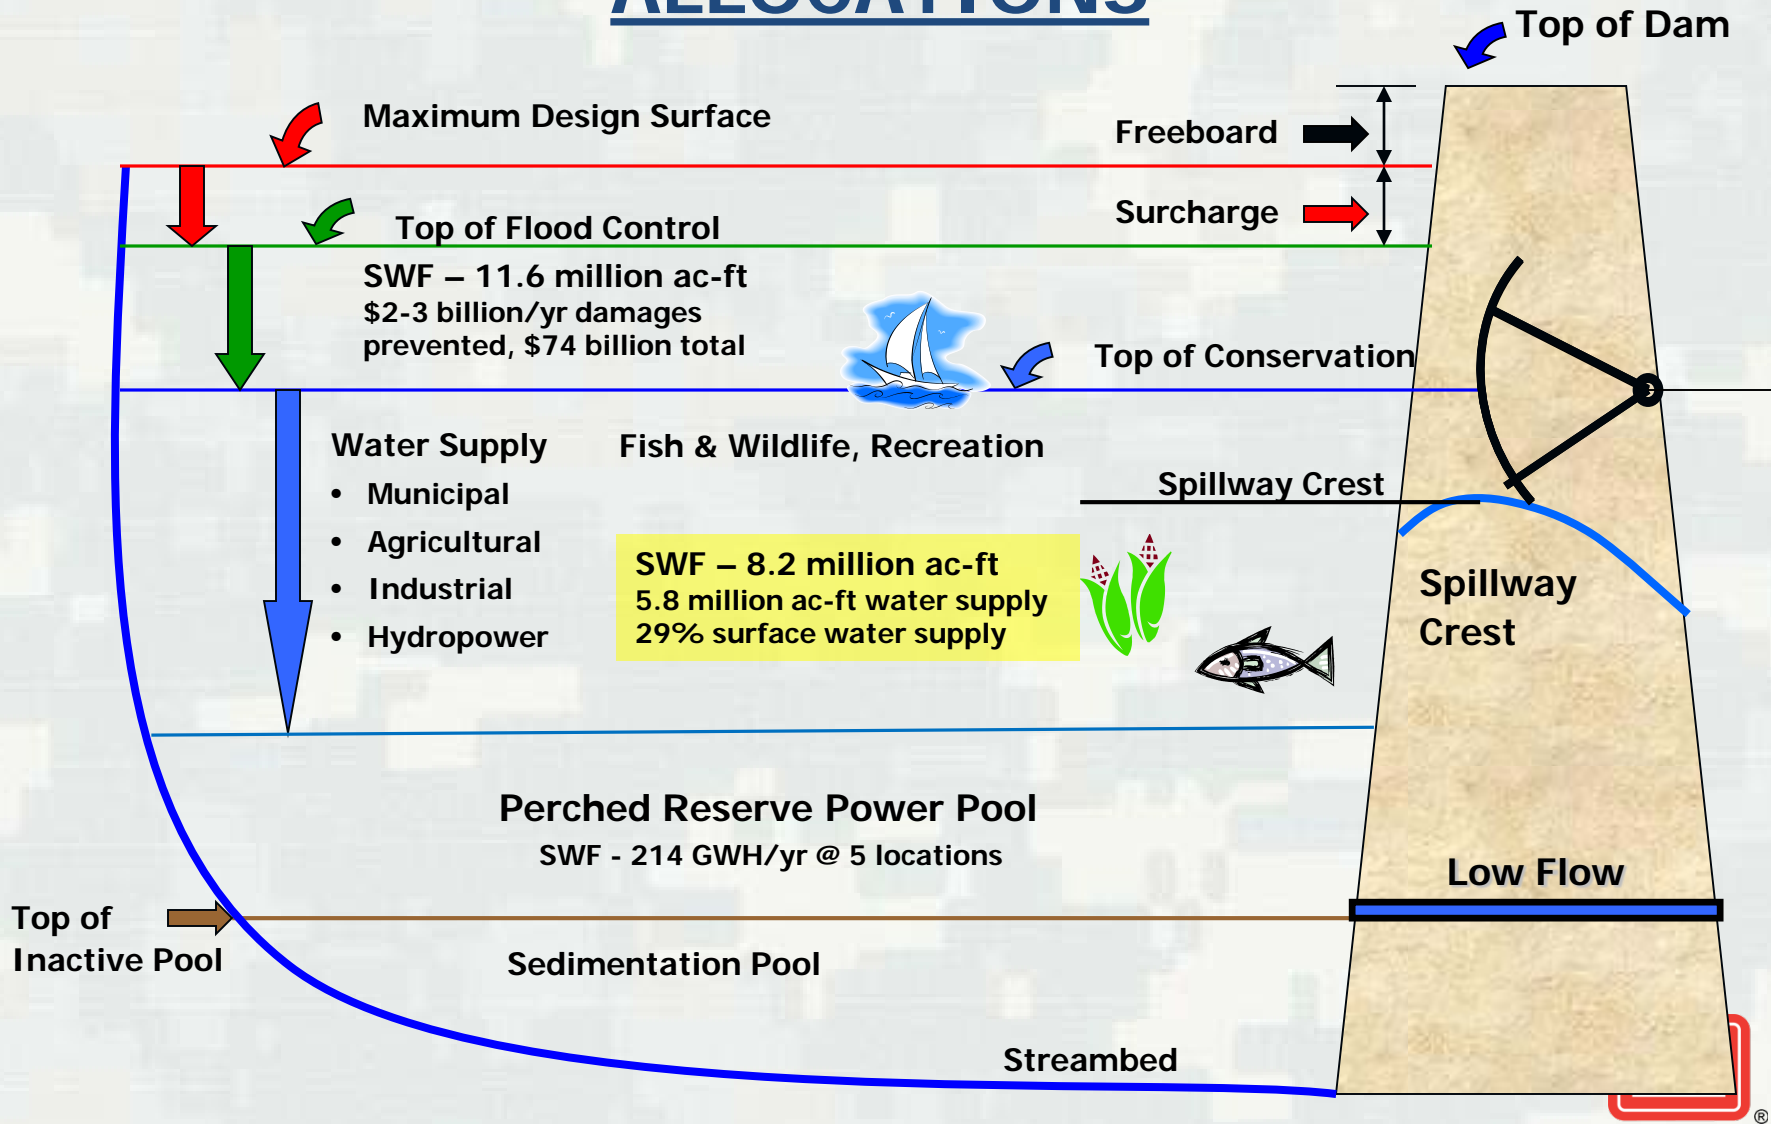 ALLOCATIONS
Top of Dam
Maximum Design Surface
Freeboard
Surcharge
Top of Flood Control
SWF – 11.6 million ac-ft
$2-3 billion/yr damages
prevented, $74 billion total
Top of Conservation
Water Supply
• Municipal
• Agricultural
• Industrial
• Hydropower
Fish & Wildlife, Recreation
Spillway Crest
SWF – 8.2 million ac-ft
5.8 million ac-ft water supply
29% surface water supply
Spillway
Crest
Perched Reserve Power Pool
SWF - 214 GWH/yr @ 5 locations
Low Flow
Top of
Inactive Pool
Sedimentation Pool
Streambed
®